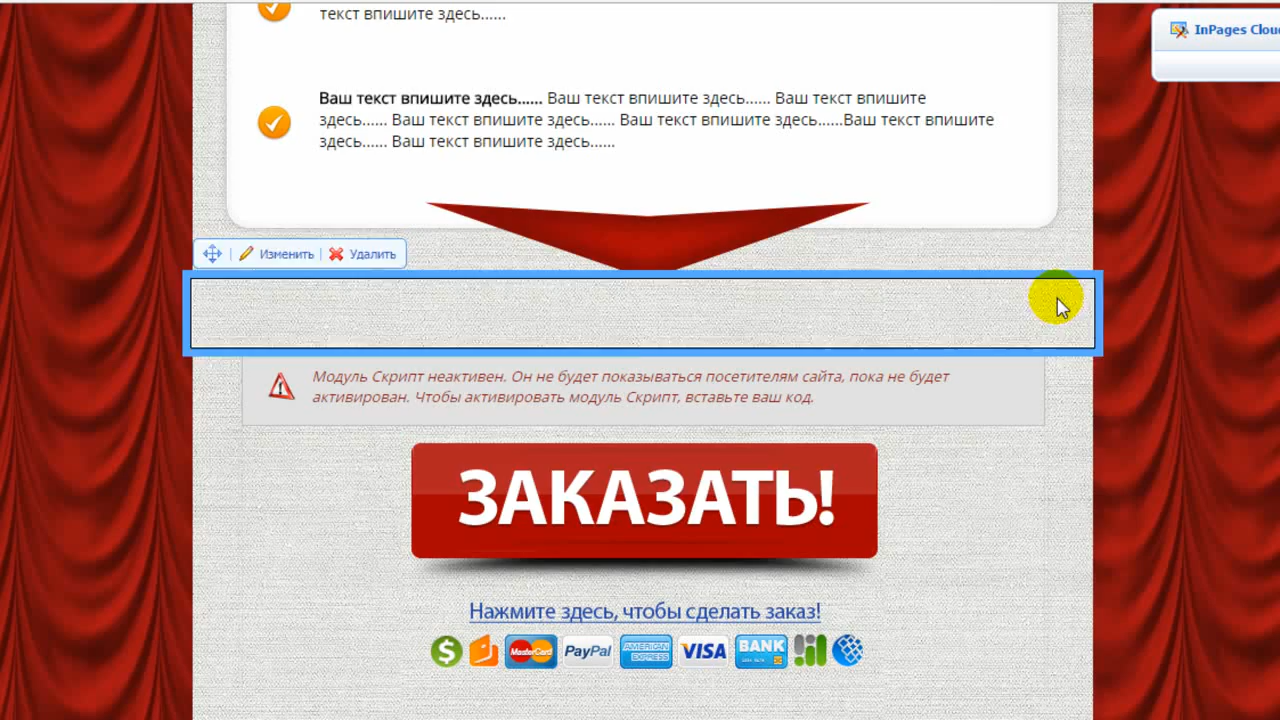 текст впишите здесь......
InPages Clou
Ваш текст впишите здесь...... Ваш текст впишите здесь...... Ваш текст впишите
здесь...... Ваш текст впишите здесь...... Ваш текст впишите здесь......Ваш текст впишите
здесь...... Ваш текст впишите здесь......
Изменить Удалить
Модуль Скрипт неактивен. Он не будет показываться посетителям сайта, пока не будет
активирован. Чтобы активировать модуль Скрипт, вставьте ваш код.
ЗАКАЗАТЬ!
Нажмите здесь, чтобы сделать заказ!
$ MasterCard PayPal AMERICAN EXPRESS VISA BANK